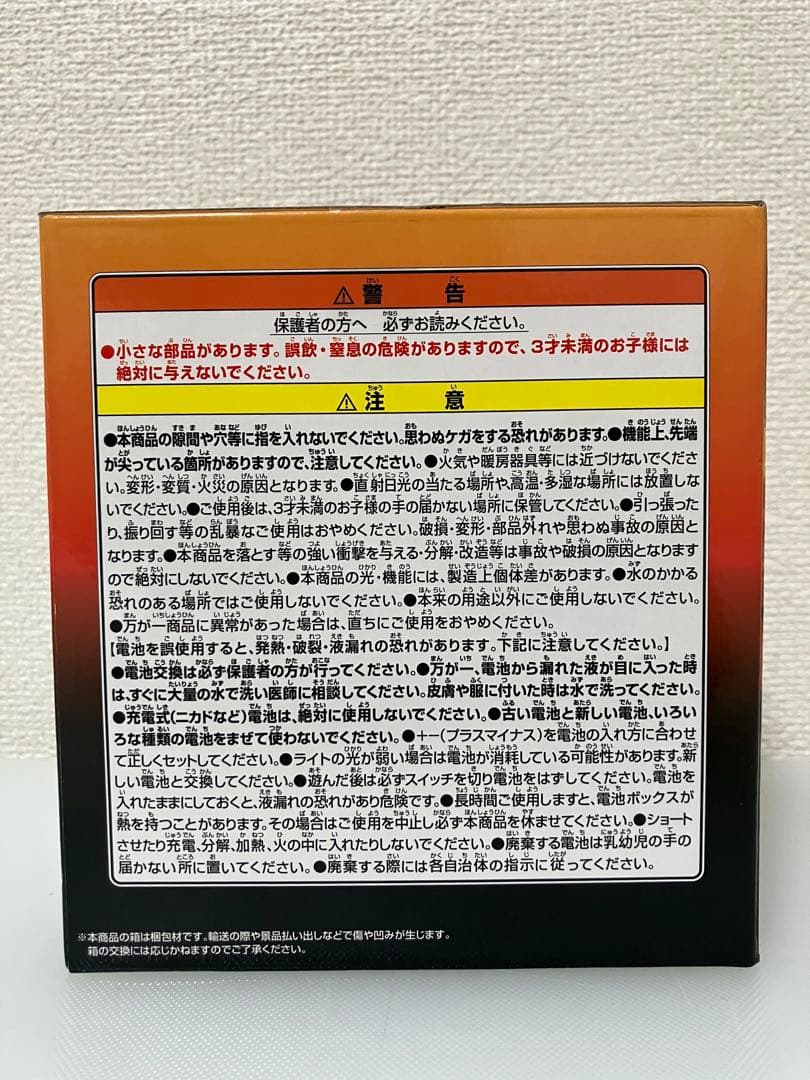 ⚠警告
保護者の方へ 必ずお読みください。
●小さな部品があります。誤飲・窒息の危険がありますので、3才未満のお子様には
絶対に与えないでください。
⚠注意
●本商品の隙間や穴等に指を入れないでください。思わぬケガをする恐れがあります。●機能上、先端
が尖っている箇所がありますので、注意してください。●火気や暖房器具等には近づけないでくださ
い。変形・変質・火災の原因となります。●直射日光の当たる場所や、高温・多湿な場所には放置しな
いでください。●ご使用後は、3才未満のお子様の手の届かない場所に保管してください。●引っ張った
り、振り回す等の乱暴なご使用はおやめください。破損・変形・部品外れや思わぬ事故の原因と
なります。●本商品を落とす等の強い衝撃を与える・分解・改造等は事故や破損の原因となります
ので絶対にしないでください。●本商品の光・機能には、製造上個体差があります。●水のかかる
恐れのある場所ではご使用しないでください。●本来の用途以外にご使用しないでください。
●万が一商品に異常があった場合は、直ちにご使用をおやめください。
【電池を誤使用すると、発熱・破裂・液漏れの恐れがあります。下記に注意してください。】
●電池交換は必ず保護者の方が行ってください。●万が一、電池から漏れた液が目に入った時
は、すぐに大量の水で洗い医師に相談してください。皮膚や服に付いた時は水で洗ってください。
●充電式(ニカドなど)電池は、絶対に使用しないでください。●古い電池と新しい電池、いろい
ろな種類の電池をまぜて使わないでください。●+-(プラスマイナス)を電池の入れ方に合わせ
て正しくセットしてください。●ライトの光が弱い場合は電池が消耗している可能性があります。新
しい電池と交換してください。●遊んだ後は必ずスイッチを切り電池をはずしてください。電池を
入れたままにしておくと、液漏れの恐れがあり危険です。●長時間ご使用しますと、電池ボックスが
熱を持つことがあります。その場合はご使用を中止し必ず本商品を休ませてください。●ショート
させたり充電、分解、加熱、火の中に入れたりしないでください。●廃棄する電池は乳幼児の手の
届かない所に置いてください。●廃棄する際には各自治体の指示に従ってください。
※本商品の箱は梱包材です。輸送の際や景品払い出しなどで傷や凹みが生じます。
箱の交換には応じかねますのでご了承ください。